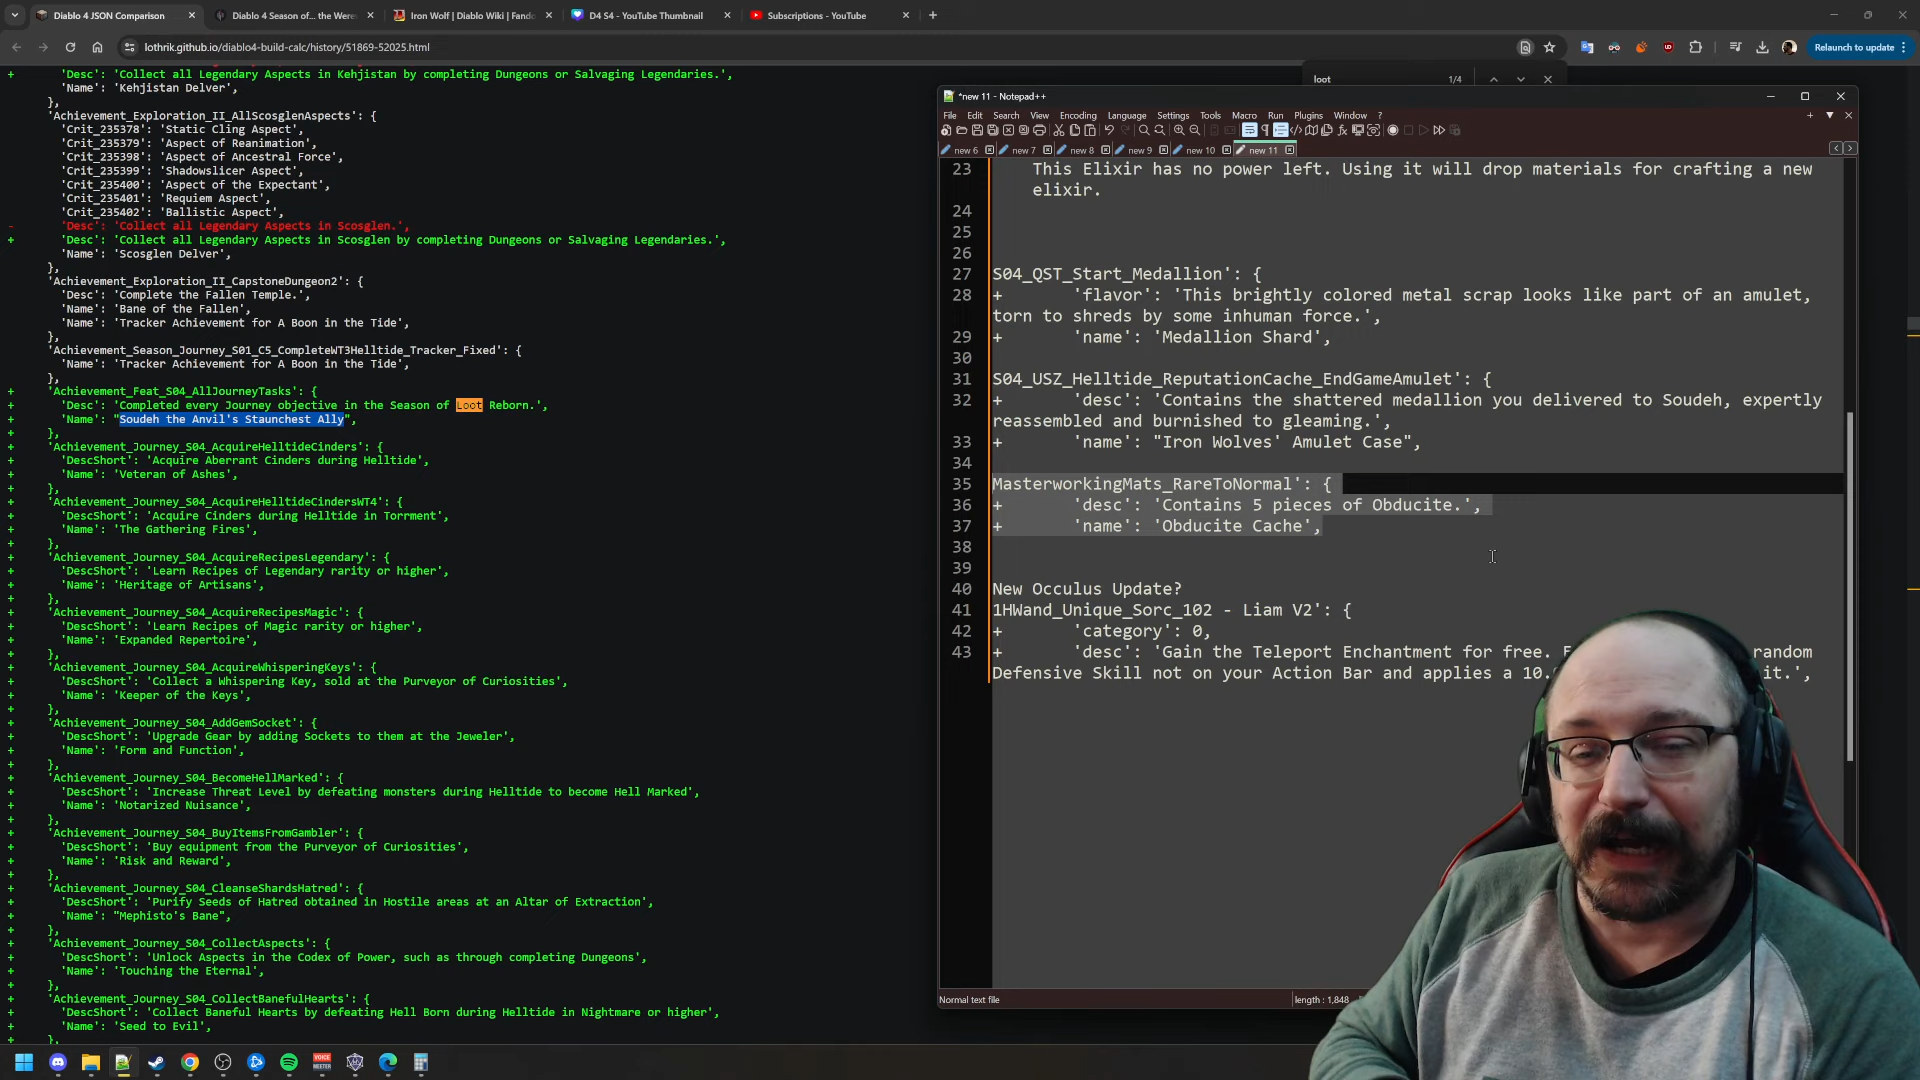 Diablo 4 JSON Comparison
Diablo 4 Season of... the Were
Iron Wolf | Diablo Wiki | Fando
D4 S4 - YouTube Thumbnail
Subscriptions - YouTube
lothrik.github.io/diablo4-build-calc/history/51869-52025.html
Relaunch to update
loot 1/4
+ 'Desc': 'Collect all Legendary Aspects in Kehjistan by completing Dungeons or Salvaging Legendaries.',
'Name': 'Kehjistan Delver',
},
'Achievement_Exploration_II_AllScosglenAspects': {
'Crit_235378': 'Static Cling Aspect',
'Crit_235379': 'Aspect of Reanimation',
'Crit_235398': 'Aspect of Ancestral Force',
'Crit_235399': 'Shadowslicer Aspect',
'Crit_235400': 'Aspect of the Expectant',
'Crit_235401': 'Requiem Aspect',
'Crit_235402': 'Ballistic Aspect',
- 'Desc': 'Collect all Legendary Aspects in Scosglen.',
+ 'Desc': 'Collect all Legendary Aspects in Scosglen by completing Dungeons or Salvaging Legendaries.',
'Name': 'Scosglen Delver',
},
'Achievement_Exploration_II_CapstoneDungeon2': {
'Desc': 'Complete the Fallen Temple.',
'Name': 'Bane of the Fallen',
'Name': 'Tracker Achievement for A Boon in the Tide',
},
'Achievement_Season_Journey_S01_C5_CompleteWT3Helltide_Tracker_Fixed': {
'Name': 'Tracker Achievement for A Boon in the Tide',
},
+ 'Achievement_Feat_S04_AllJourneyTasks': {
+ 'Desc': 'Completed every Journey objective in the Season of Loot Reborn.',
+ 'Name': "Soudeh the Anvil's Staunchest Ally",
+ },
+ 'Achievement_Journey_S04_AcquireHelltideCinders': {
+ 'DescShort': 'Acquire Aberrant Cinders during Helltide',
+ 'Name': 'Veteran of Ashes',
+ },
+ 'Achievement_Journey_S04_AcquireHelltideCindersWT4': {
+ 'DescShort': 'Acquire Cinders during Helltide in Torrment',
+ 'Name': 'The Gathering Fires',
+ },
+ 'Achievement_Journey_S04_AcquireRecipesLegendary': {
+ 'DescShort': 'Learn Recipes of Legendary rarity or higher',
+ 'Name': 'Heritage of Artisans',
+ },
+ 'Achievement_Journey_S04_AcquireRecipesMagic': {
+ 'DescShort': 'Learn Recipes of Magic rarity or higher',
+ 'Name': 'Expanded Repertoire',
+ },
+ 'Achievement_Journey_S04_AcquireWhisperingKeys': {
+ 'Desc': 'Collect a Whispering Key, sold at the Purveyor of Curiosities',
+ 'Name': 'Keeper of the Keys',
+ },
+ 'Achievement_Journey_S04_AddGemSocket': {
+ 'DescShort': 'Upgrade Gear by adding Sockets to them at the Jeweler',
+ 'Name': 'Form and Function',
+ },
+ 'Achievement_Journey_S04_BecomeHellMarked': {
+ 'DescShort': 'Increase Threat Level by defeating monsters during Helltide to become Hell Marked',
+ 'Name': 'Notarized Nuisance',
+ },
+ 'Achievement_Journey_S04_BuyItemsFromGambler': {
+ 'DescShort': 'Buy equipment from the Purveyor of Curiosities',
+ 'Name': 'Risk and Reward',
+ },
+ 'Achievement_Journey_S04_CleanseShardsHatred': {
+ 'DescShort': 'Purify Seeds of Hatred obtained in Hostile areas at an Altar of Extraction',
+ 'Name': "Mephisto's Bane",
+ },
+ 'Achievement_Journey_S04_CollectAspects': {
+ 'DescShort': 'Unlock Aspects in the Codex of Power, such as through completing Dungeons',
+ 'Name': 'Touching the Eternal',
+ },
+ 'Achievement_Journey_S04_CollectBanefulHearts': {
+ 'DescShort': 'Collect Baneful Hearts by defeating Hell Born during Helltide in Nightmare or higher',
+ 'Name': 'Seed to Evil',
+ },
*new 11 - Notepad++
File Edit Search View Encoding Language Settings Tools Macro Run Plugins Window ?
new 6 new 7 new 8 new 9 new 10 new 11
23 This Elixir has no power left. Using it will drop materials for crafting a new
elixir.
24
25
26
27 S04_QST_Start_Medallion': {
28 + 'flavor': 'This brightly colored metal scrap looks like part of an amulet,
torn to shreds by some inhuman force.',
29 + 'name': 'Medallion Shard',
30
31 S04_USZ_Helltide_ReputationCache_EndGameAmulet': {
32 + 'desc': 'Contains the shattered medallion you delivered to Soudeh, expertly
reassembled and burnished to gleaming.',
33 + 'name': "Iron Wolves' Amulet Case",
34
35 MasterworkingMats_RareToNormal': {
36 + 'desc': 'Contains 5 pieces of Obducite.',
37 + 'name': 'Obducite Cache',
38
39
40 New Occulus Update?
41 1HWand_Unique_Sorc_102 - Liam V2': {
42 + 'category': 0,
43 + 'desc': 'Gain the Teleport Enchantment for free. random
Defensive Skill not on your Action Bar and applies a 10. it.',
Normal text file
length : 1,848
VOICE MEETER